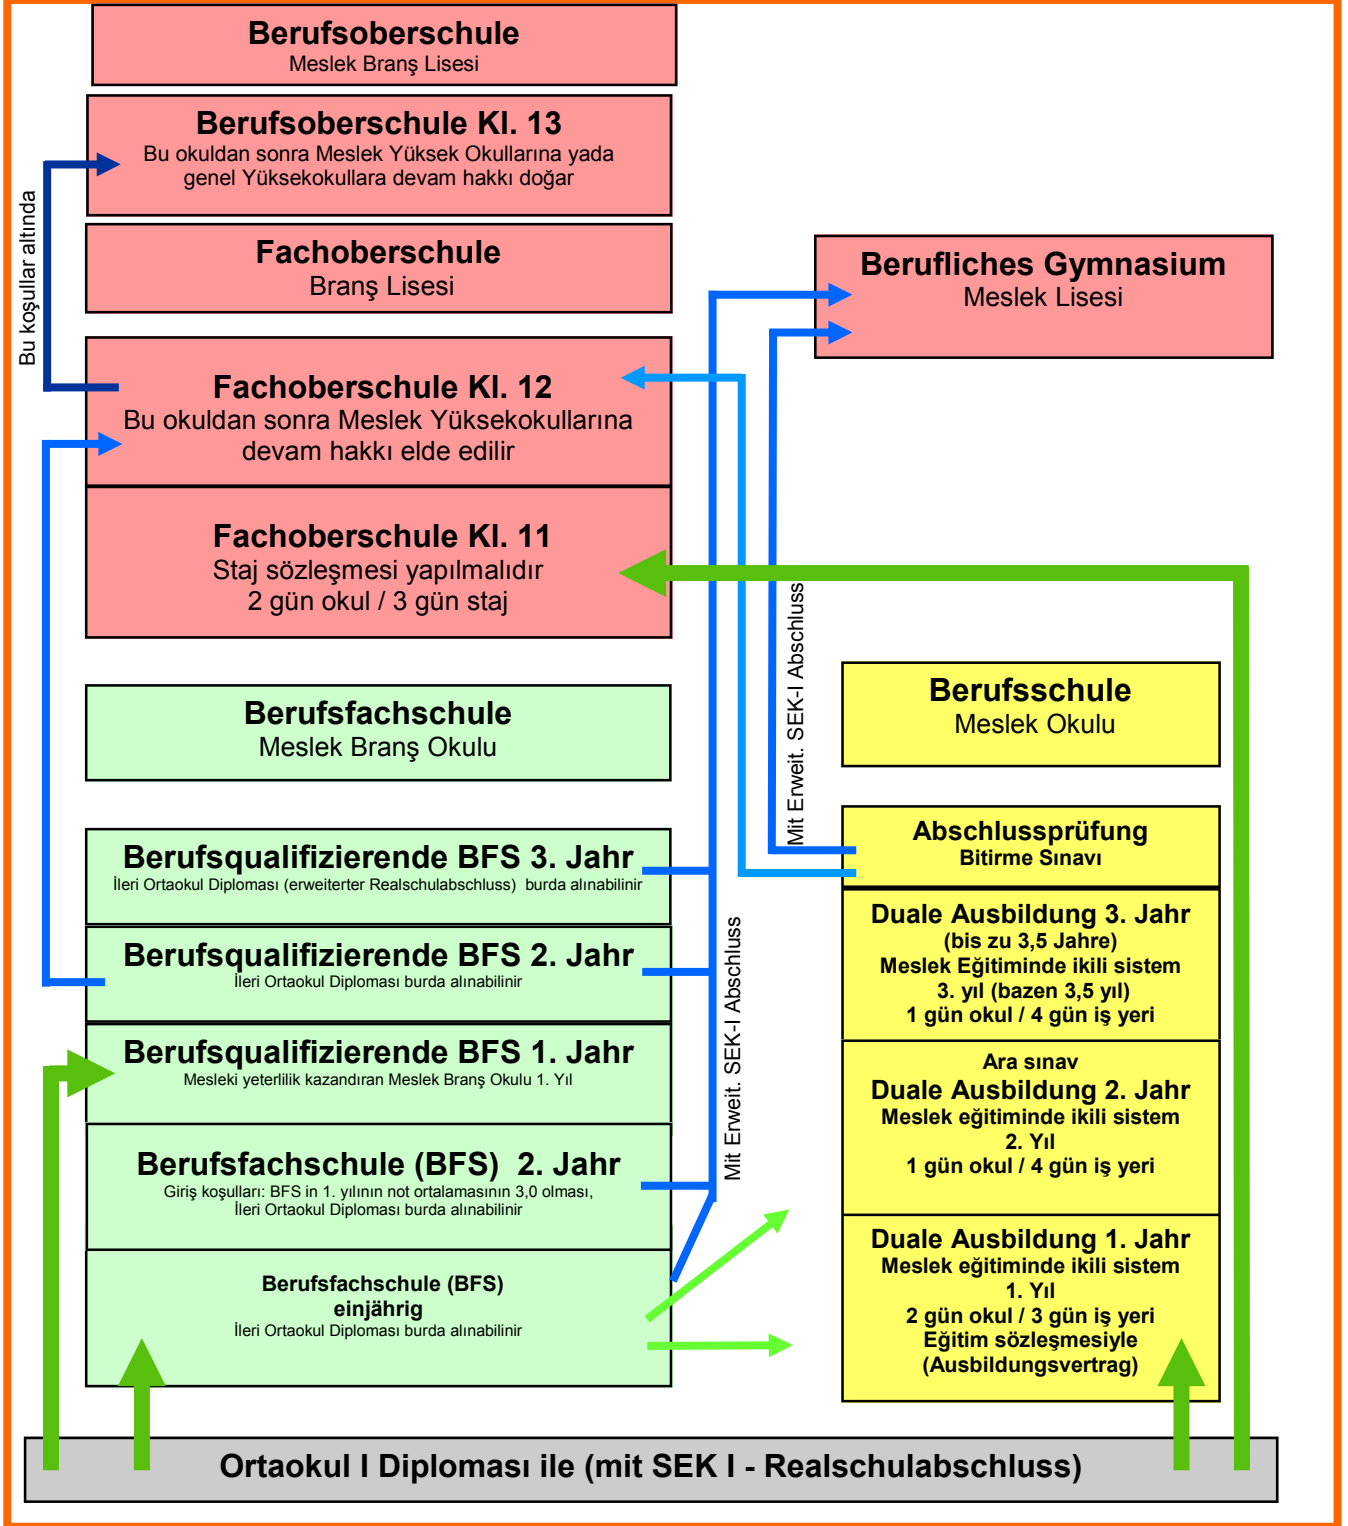 Berufsoberschule
Meslek Branş Lisesi
Berufsoberschule Kl. 13
Bu okuldan sonra Meslek Yüksek Okullarına yada
genel Yüksekokullara devam hakkı doğar
Bu koşullar altında
Fachoberschule
Branş Lisesi
Berufliches Gymnasium
Meslek Lisesi
Fachoberschule Kl. 12
Bu okuldan sonra Meslek Yüksekokullarına
devam hakkı elde edilir
Fachoberschule Kl. 11
Staj sözleşmesi yapılmalıdır
2 gün okul / 3 gün staj
Mit Erweit. SEK-I Abschluss
Berufsfachschule
Meslek Branş Okulu
Berufsschule
Meslek Okulu
Berufsqualifizierende BFS 3. Jahr
İleri Ortaokul Diploması (erweiterter Realschulabschluss)  burda alınabilinir
Berufsqualifizierende BFS 2. Jahr
İleri Ortaokul Diploması burda alınabilinir
Berufsqualifizierende BFS 1. Jahr
Mesleki yeterlilik kazandıran Meslek Branş Okulu 1. Yıl
Berufsfachschule (BFS)  2. Jahr
Giriş koşulları: BFS in 1. yılının not ortalamasının 3,0 olması,
İleri Ortaokul Diploması burda alınabilinir
Berufsfachschule (BFS)
einjährig
İleri Ortaokul Diploması burda alınabilinir
Mit Erweit. SEK-I Abschluss
Abschlussprüfung
Bitirme Sınavı
Duale Ausbildung 3. Jahr
(bis zu 3,5 Jahre)
Meslek Eğitiminde ikili sistem
3. yıl (bazen 3,5 yıl)
1 gün okul / 4 gün iş yeri
Ara sınav
Duale Ausbildung 2. Jahr
Meslek eğitiminde ikili sistem
2. Yıl
1 gün okul / 4 gün iş yeri
Duale Ausbildung 1. Jahr
Meslek eğitiminde ikili sistem
1. Yıl
2 gün okul / 3 gün iş yeri
Eğitim sözleşmesiyle
(Ausbildungsvertrag)
Ortaokul I Diploması ile (mit SEK I - Realschulabschluss)